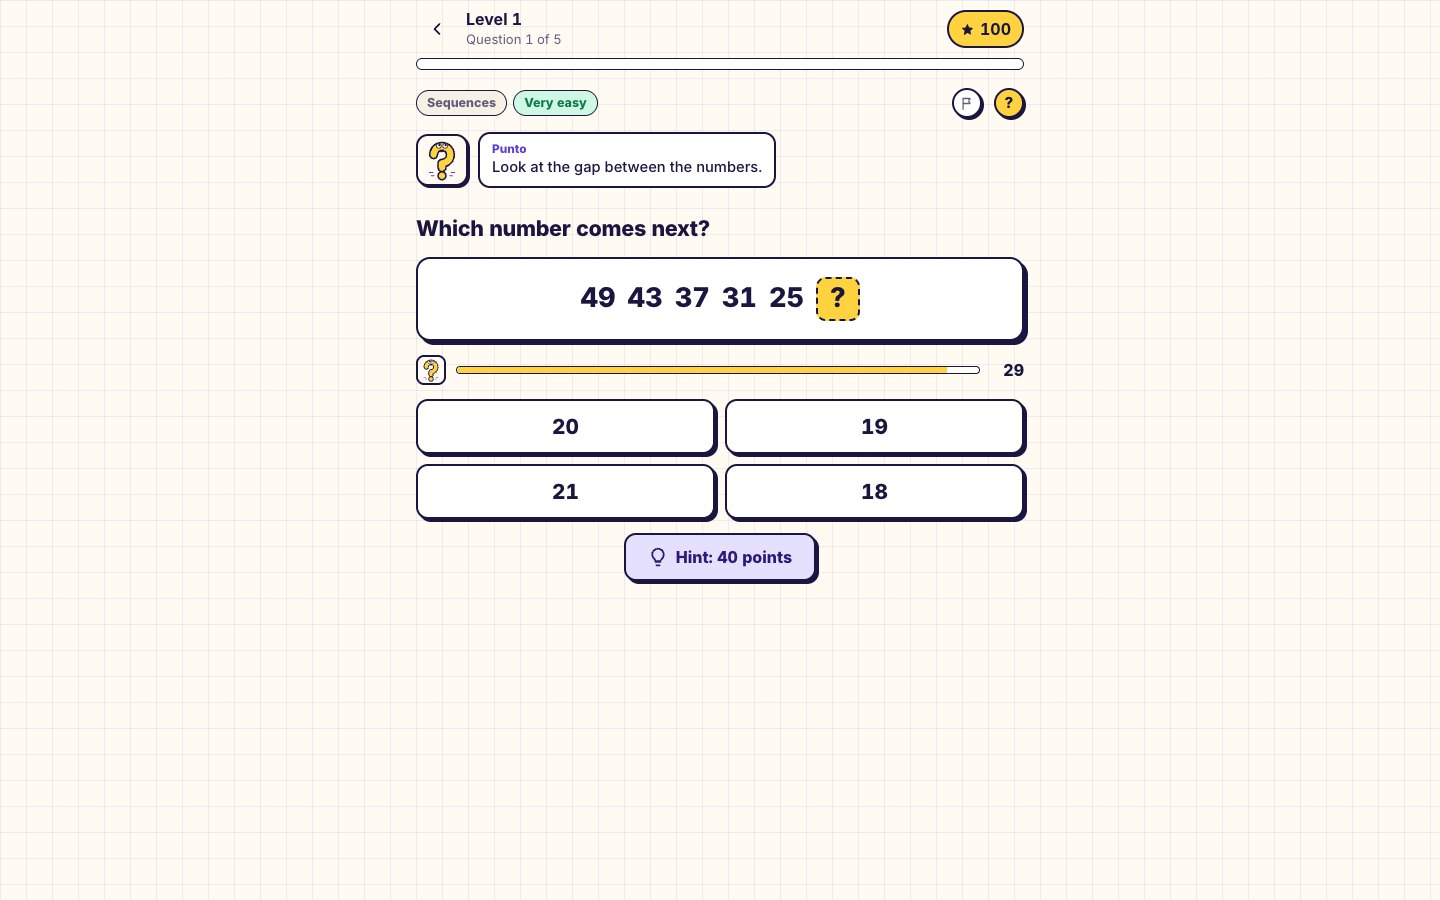 Level 1
Question 1 of 5
100
Sequences
Very easy
?
Punto
Look at the gap between the numbers.
Which number comes next?
49 43 37 31 25 ?
29
20
19
21
18
Hint: 40 points